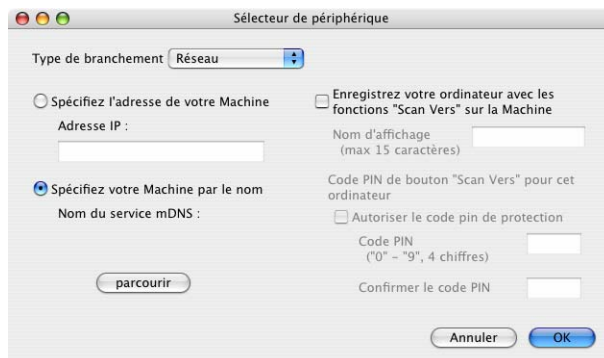 Sélecteur de périphérique
Type de branchement Réseau
Spécifiez l'adresse de votre Machine
Adresse IP :
Spécifiez votre Machine par le nom
Nom du service mDNS :
parcourir
Enregistrez votre ordinateur avec les
fonctions "Scan Vers" sur la Machine
Nom d'affichage
(max 15 caractères)
Code PIN de bouton "Scan Vers" pour cet
ordinateur
Autoriser le code pin de protection
Code PIN
("0" - "9", 4 chiffres)
Confirmer le code PIN
Annuler
OK